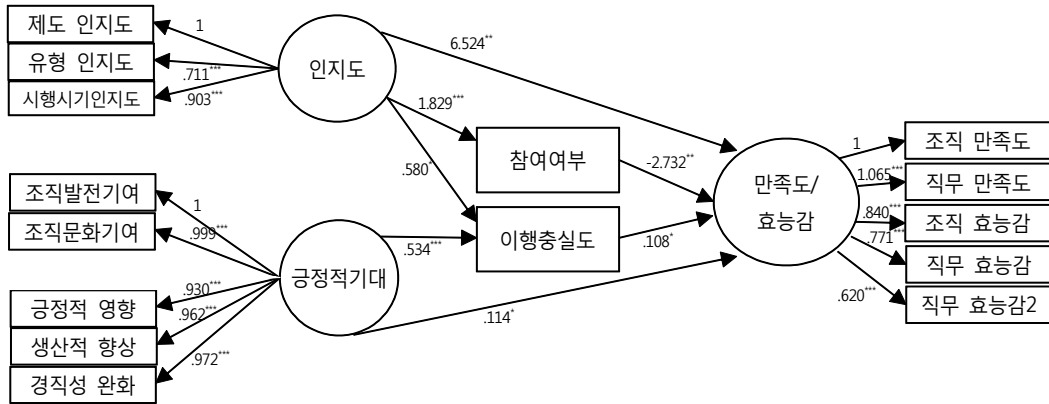 제도 인지도
유형 인지도
시행시기인지도
1
.711***
.903***
인지도
6.524**
1.829***
.580*
참여여부
이행충실도
-2.732**
.108*
만족도/
효능감
1
1.065***
.840***
.771***
.620***
조직 만족도
직무 만족도
조직 효능감
직무 효능감
직무 효능감2
조직발전기여
조직문화기여
1
.999***
긍정적기대
.534***
.114*
긍정적 영향
생산적 향상
경직성 완화
.930***
.962***
.972***